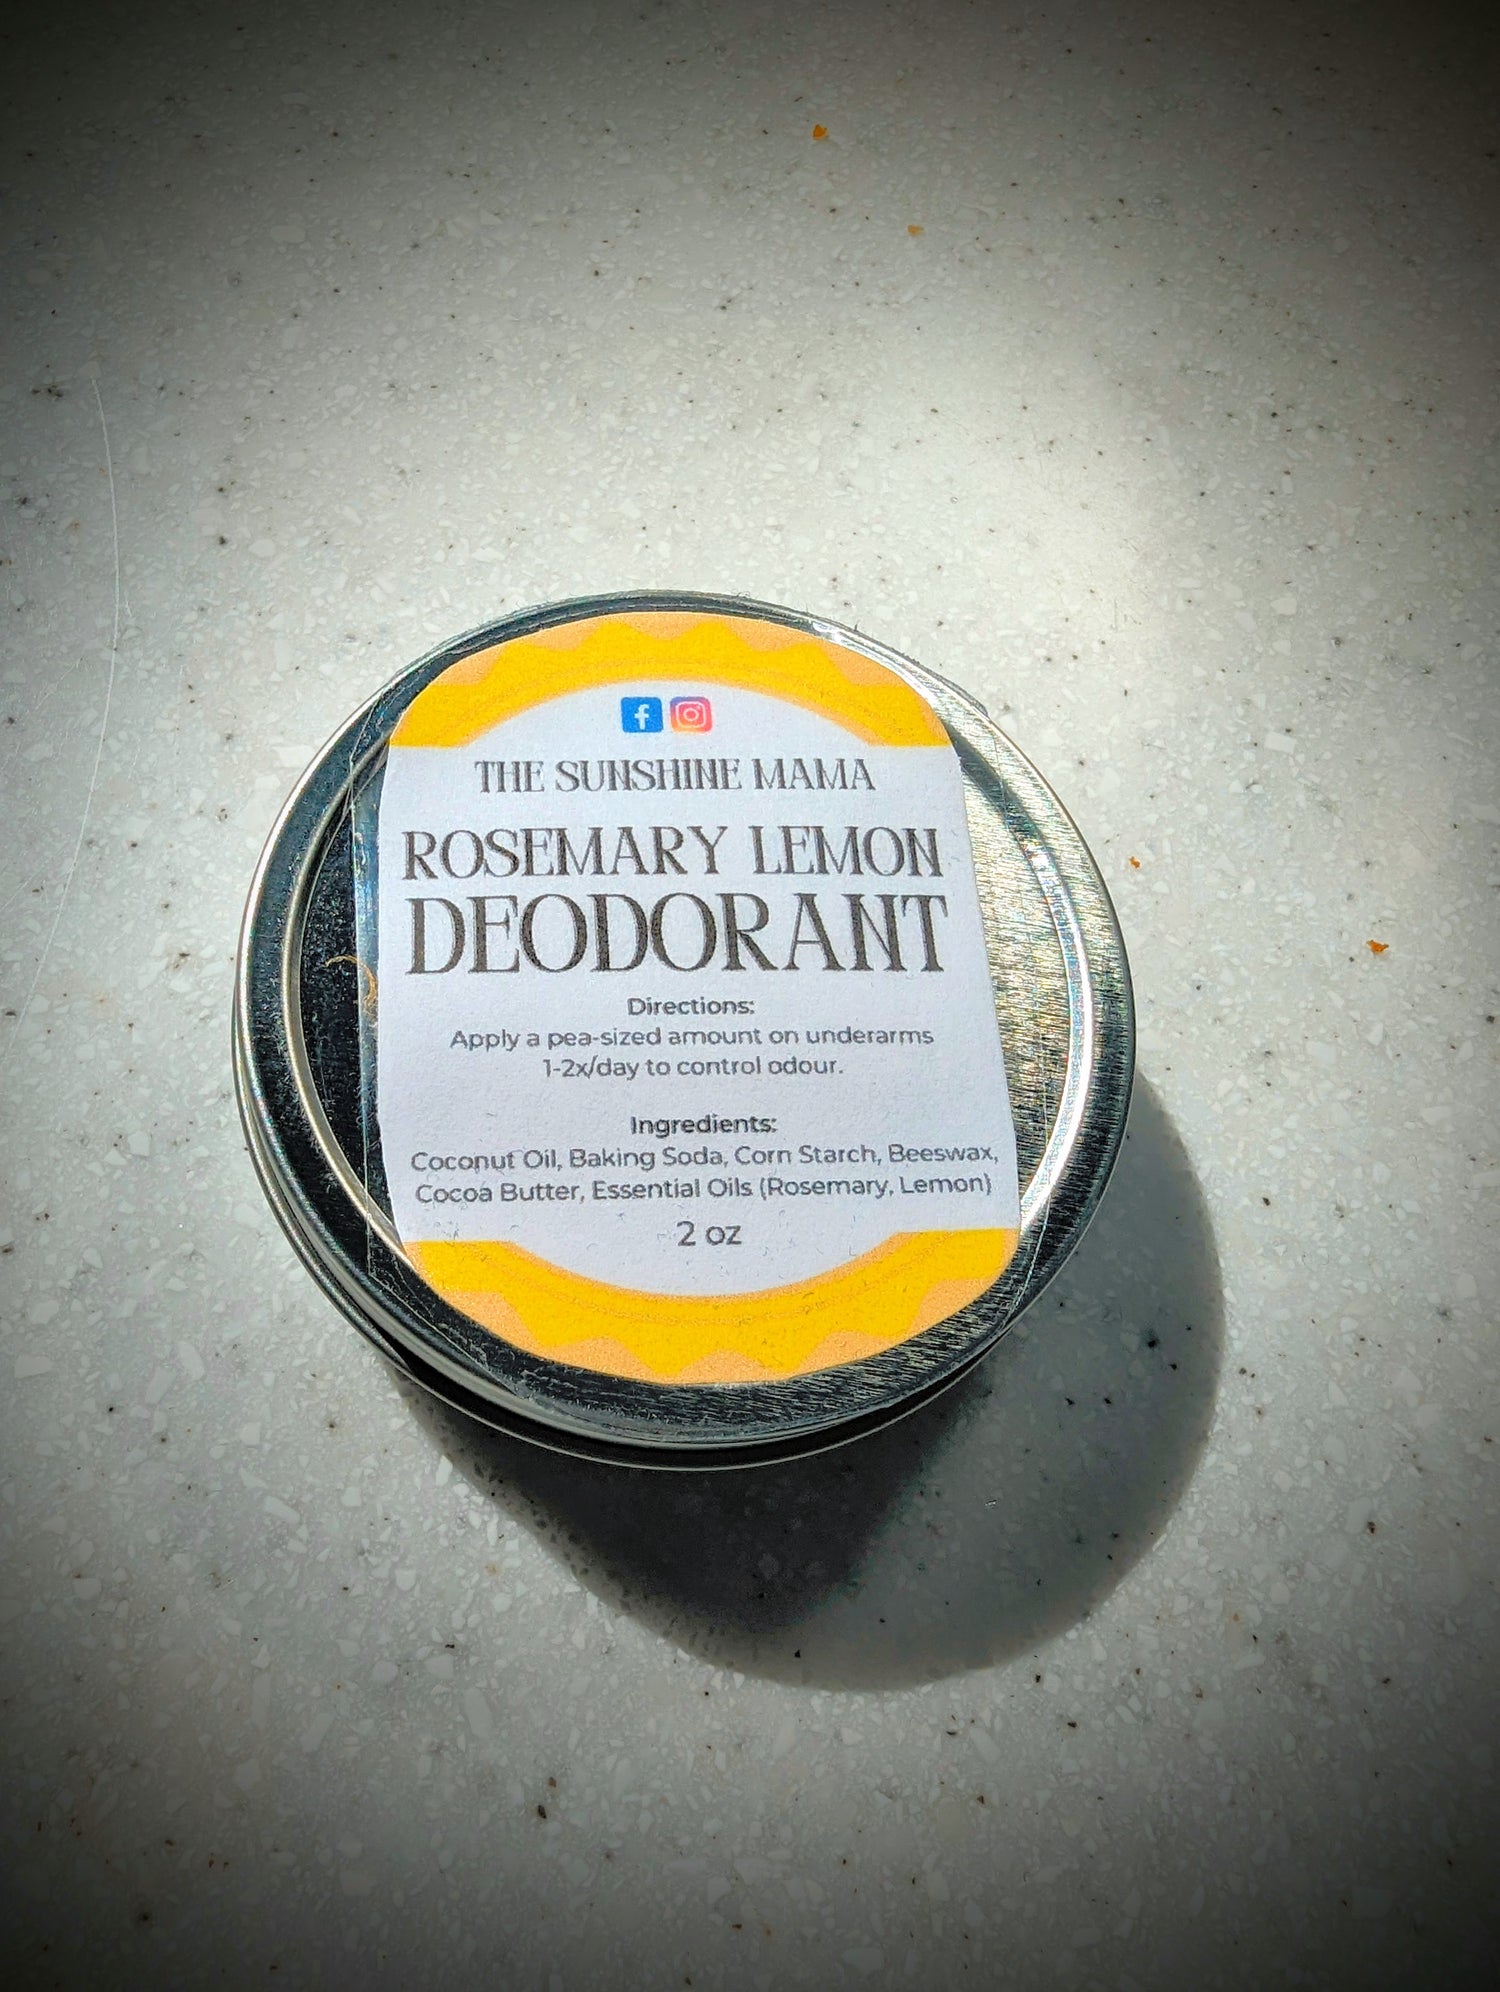 THE SUNSHINE MAMA
ROSEMARY LEMON
DEODORANT
Directions:
Apply a pea-sized amount on underarms
1-2x/day to control odour.
Ingredients:
Coconut Oil, Baking Soda, Corn Starch, Beeswax,
Cocoa Butter, Essential Oils (Rosemary, Lemon)
2 oz